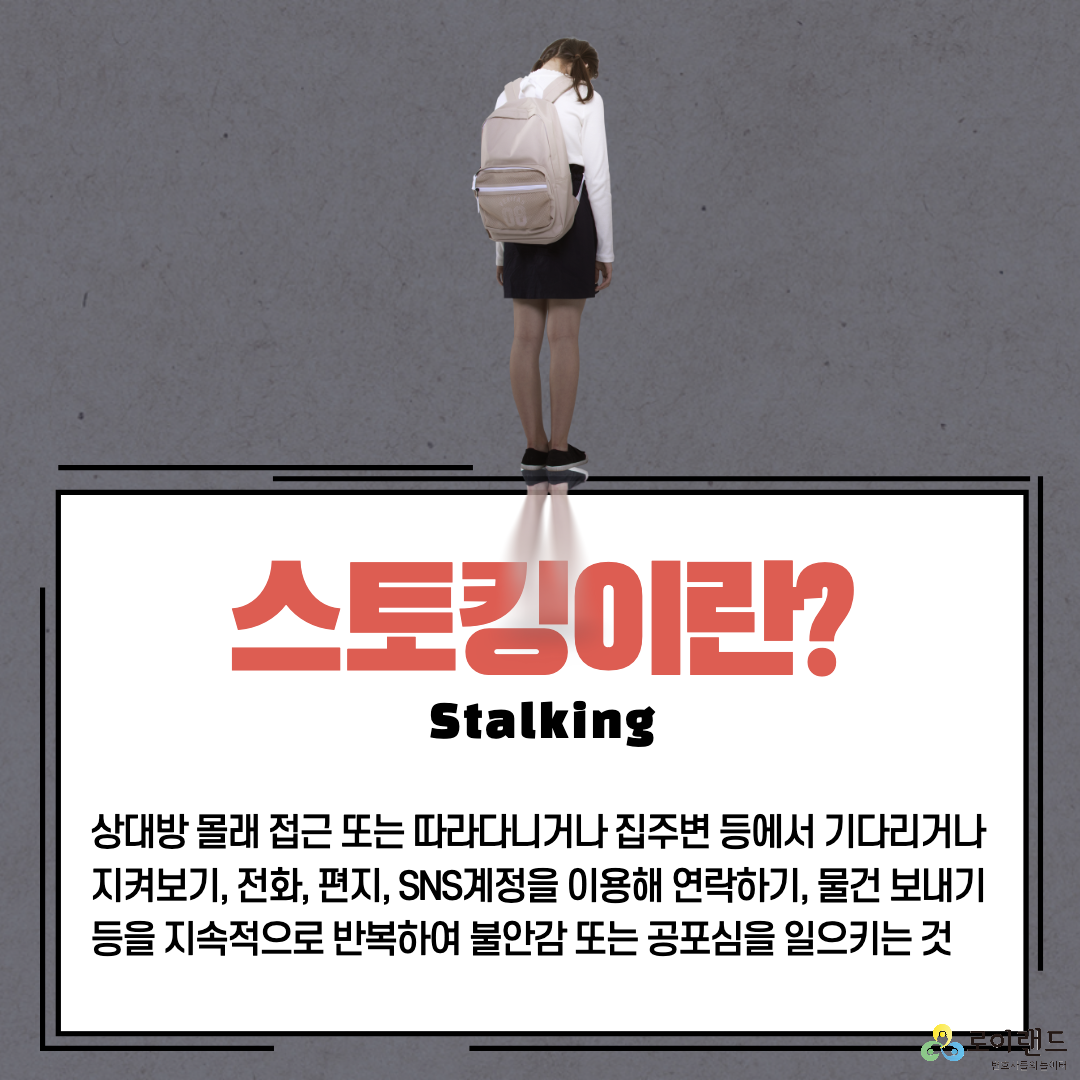 스토킹이란?
Stalking
상대방 몰래 접근 또는 따라다니거나 집주변 등에서 기다리거나
지켜보기, 전화, 편지, SNS계정을 이용해 연락하기, 물건 보내기
등을 지속적으로 반복하여 불안감 또는 공포심을 일으키는 것
로이랜드